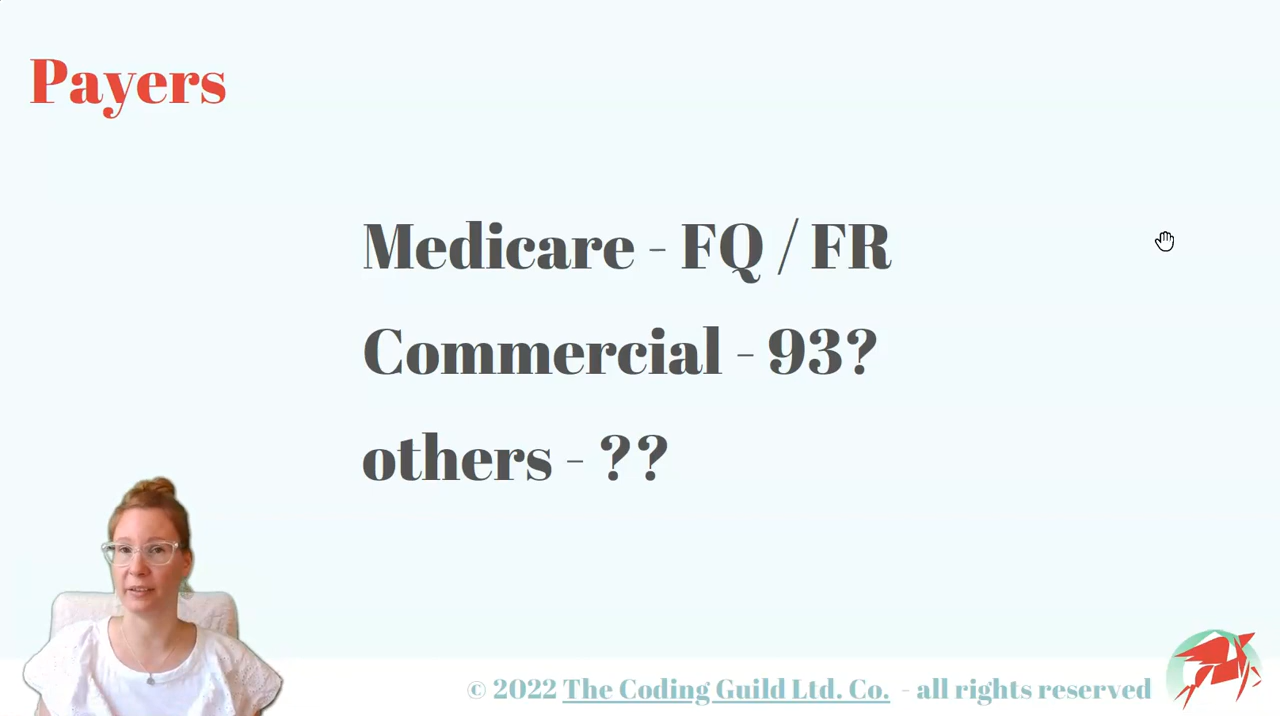 Payers
Medicare - FQ / FR
Commercial - 93?
others - ??
© 2022 The Coding Guild Ltd. Co. - all rights reserved